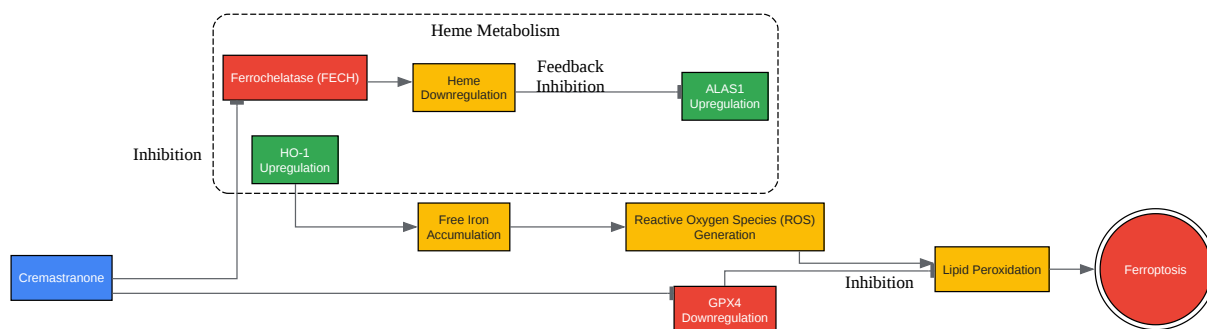 Heme Metabolism
Ferrochelatase (FECH)
Heme
Downregulation
Feedback
Inhibition
ALAS1
Upregulation
Inhibition
HO-1
Upregulation
Free Iron
Accumulation
Reactive Oxygen Species (ROS)
Generation
Cremastranone
GPX4
Downregulation
Inhibition
Lipid Peroxidation
Ferroptosis